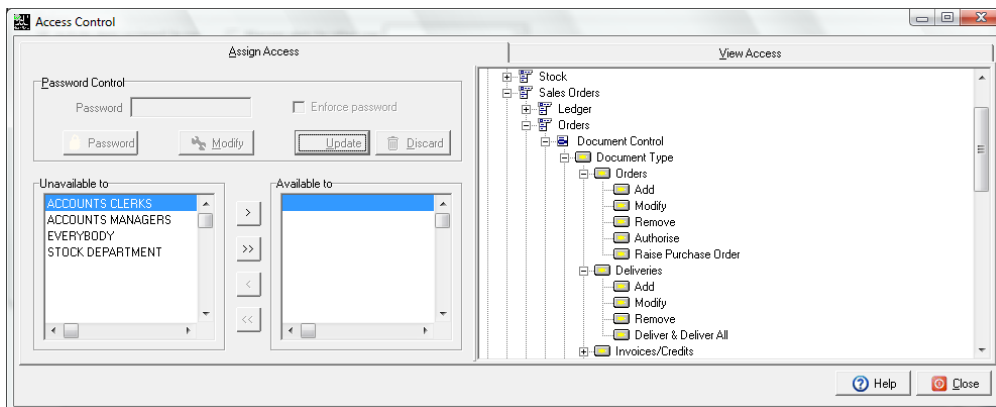 Access Control
Assign Access
View Access
Password Control
Password
Enforce password
Password
Modify
Update
Discard
Unavailable to
ACCOUNTS CLERKS
ACCOUNTS MANAGERS
EVERYBODY
STOCK DEPARTMENT
>
>>
<
<<
Available to
Stock
Sales Orders
Ledger
Orders
Document Control
Document Type
Orders
Add
Modify
Remove
Authorise
Raise Purchase Order
Deliveries
Add
Modify
Remove
Deliver & Deliver All
Invoices/Credits
Help
Close